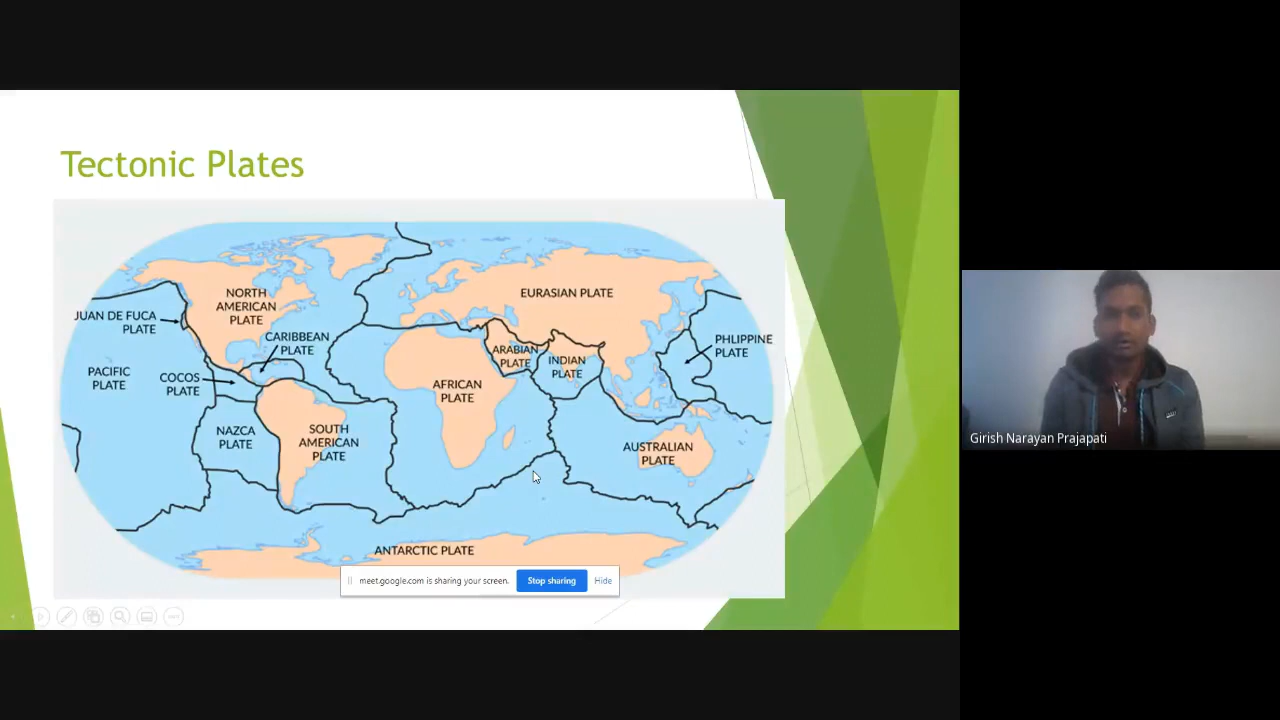 Tectonic Plates
NORTH
AMERICAN
PLATE
EURASIAN PLATE
JUAN DE FUCA
PLATE
CARIBBEAN
PLATE
PHLIPPINE
PLATE
ARABIAN
PLATE
INDIAN
PLATE
PACIFIC
PLATE
COCOS
PLATE
AFRICAN
PLATE
NAZCA
PLATE
SOUTH
AMERICAN
PLATE
AUSTRALIAN
PLATE
ANTARCTIC PLATE
meet.google.com is sharing your screen.
Stop sharing
Hide
Girish Narayan Prajapati